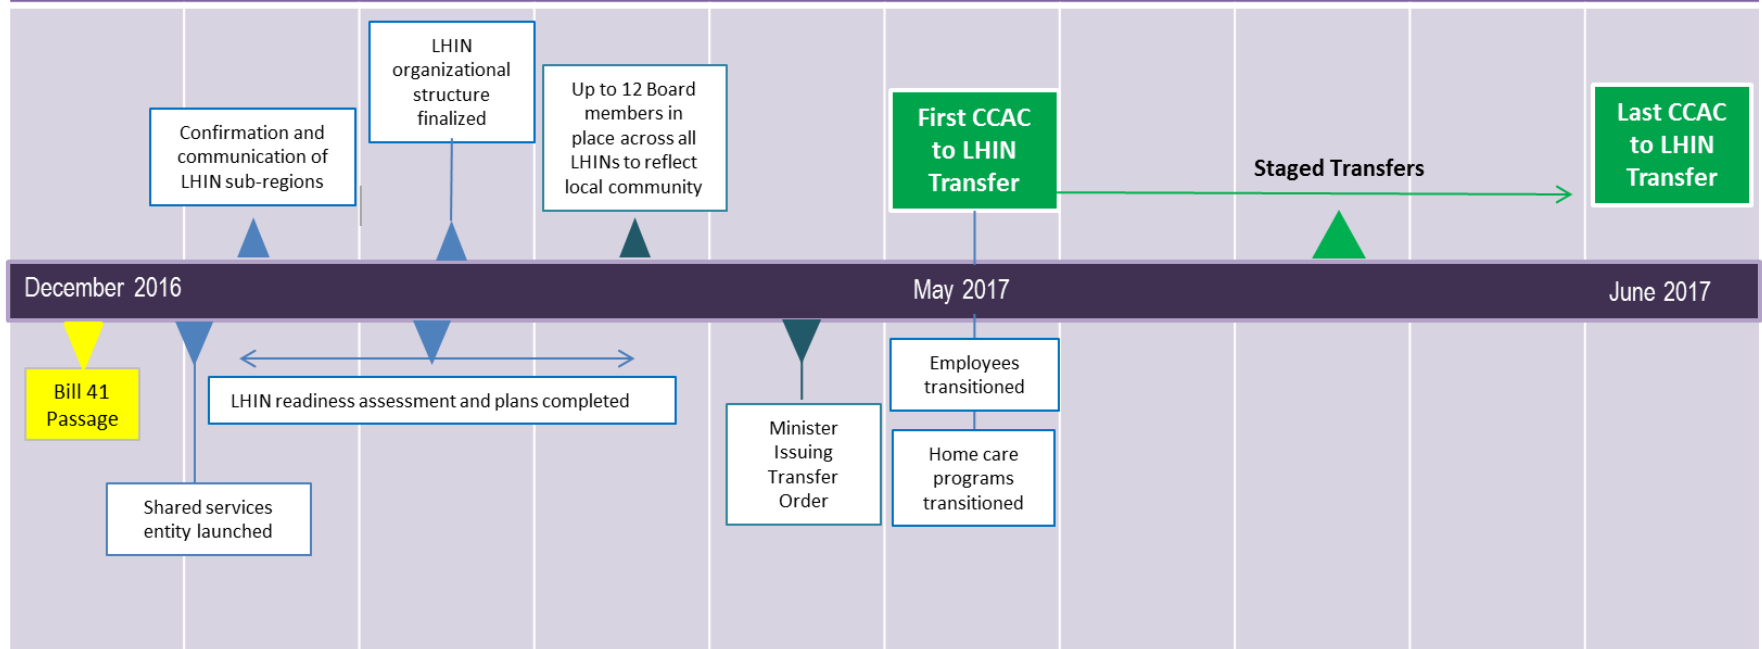 LHIN
organizational
structure
finalized
Confirmation and
communication of
LHIN sub-regions
Up to 12 Board
members in
place across all
LHINs to reflect
local community
First CCAC
to LHIN
Transfer
Staged Transfers
Last CCAC
to LHIN
Transfer
December 2016
May 2017
June 2017
Bill 41
Passage
LHIN readiness assessment and plans completed
Shared services
entity launched
Minister
Issuing
Transfer
Order
Employees
transitioned
Home care
programs
transitioned